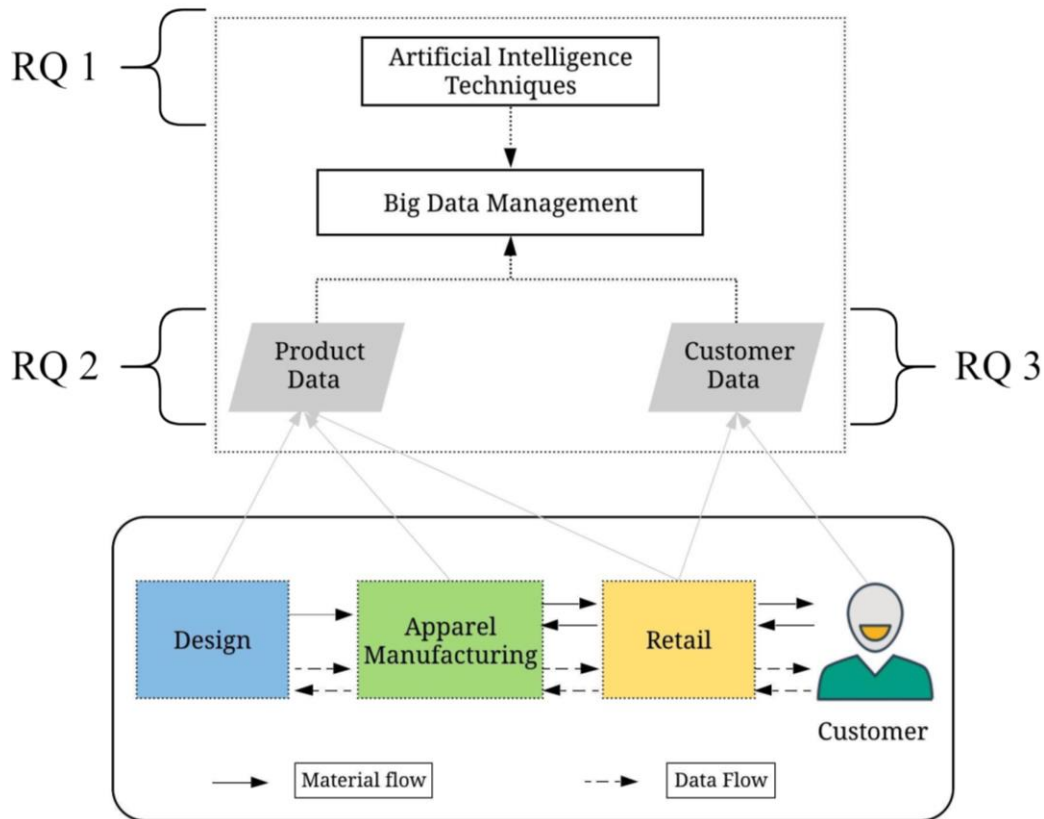 RQ 1
Artificial Intelligence
Techniques
Big Data Management
RQ 2
Product
Data
Customer
Data
RQ 3
Design
Apparel
Manufacturing
Retail
Customer
Material flow
Data Flow